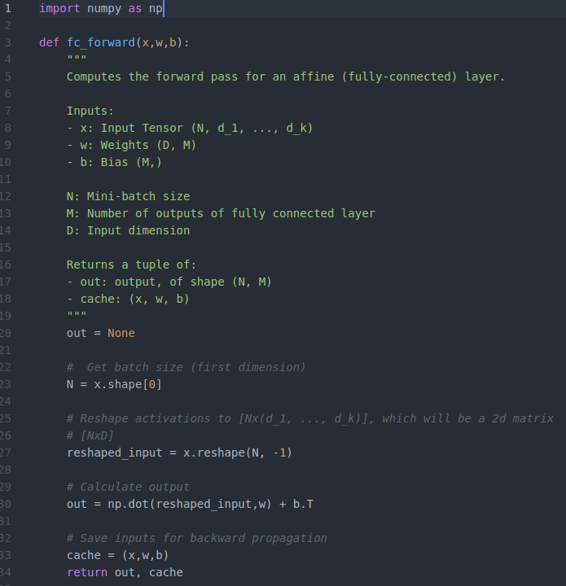 1 import numpy as np
2
3 def fc_forward(x,w,b):
4 """
5 Computes the forward pass for an affine (fully-connected) layer.
6
7 Inputs:
8 - x: Input Tensor (N, d_1, ..., d_k)
9 - w: Weights (D, M)
10 - b: Bias (M,)
11
12 N: Mini-batch size
13 M: Number of outputs of fully connected layer
14 D: Input dimension
15
16 Returns a tuple of:
17 - out: output, of shape (N, M)
18 - cache: (x, w, b)
19 """
20 out = None
21
22 #  Get batch size (first dimension)
23 N = x.shape[0]
24
25 # Reshape activations to [Nx(d_1, ..., d_k)], which will be a 2d matrix
26 # [NxD]
27 reshaped_input = x.reshape(N, -1)
28
29 # Calculate output
30 out = np.dot(reshaped_input,w) + b.T
31
32 # Save inputs for backward propagation
33 cache = (x,w,b)
34 return out, cache